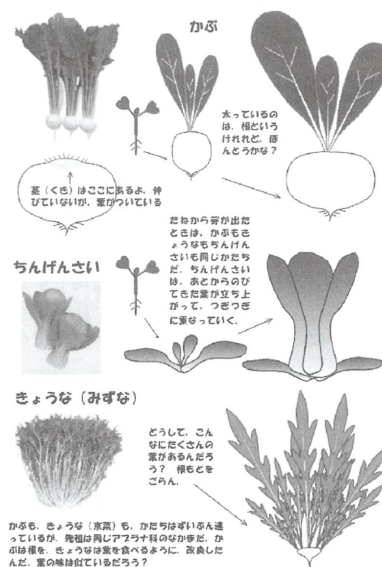 かぶ
太っているの
は、根という
けれど、ほ
んとうかな?
茎(くき)はここにあるよ、伸
びていないが、葉がついている
たねから芽が出た
ときは、かぶもき
ょうなもちんげん
さいも同じかたち
だ。ちんげんさい
は、あとからのび
てきた葉が立ち上
がって、つぎつぎ
に重なっていく。
ちんげんさい
きょうな(みずな)
どうして、こん
なにたくさんの
葉があるんだろ
う? 根もとを
ごらん。
かぶも、きょうな(水菜)も、かたちはずいぶん違
っているが、先祖は同じアブラナ科のなかまだ。か
ぶは根を、きょうなは葉を食べるように、改良した
んだ。葉の味は似ているだろう?